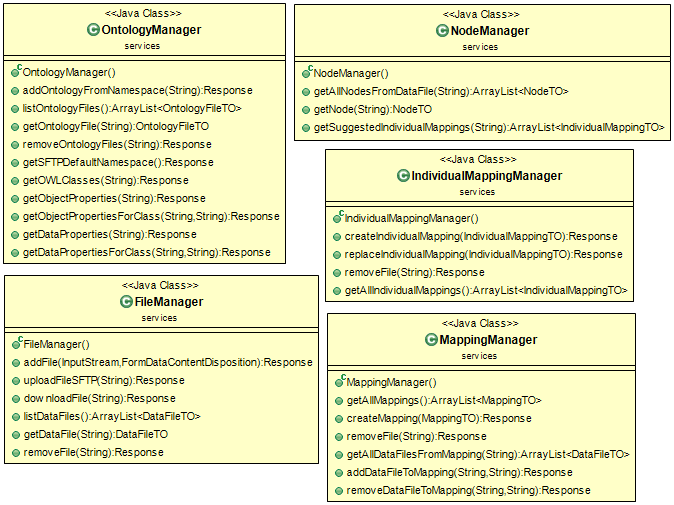 <<Java Class>>
OntologyManager
services
OntologyManager()
addOntologyFromNamespace(String):Response
listOntologyFiles():ArrayList<OntologyFileTO>
getOntologyFile(String):OntologyFileTO
removeOntologyFiles(String):Response
getSFTPDefaultNamespace():Response
getOWLClasses(String):Response
getObjectProperties(String):Response
getObjectPropertiesForClass(String,String):Response
getDataProperties(String):Response
getDataPropertiesForClass(String,String):Response
<<Java Class>>
NodeManager
services
NodeManager()
getAllNodesFromDataFile(String):ArrayList<NodeTO>
getNode(String):NodeTO
getSuggestedIndividualMappings(String):ArrayList<IndividualMappingTO>
<<Java Class>>
IndividualMappingManager
services
IndividualMappingManager()
createIndividualMapping(IndividualMappingTO):Response
replaceIndividualMapping(IndividualMappingTO):Response
removeFile(String):Response
getAllIndividualMappings():ArrayList<IndividualMappingTO>
<<Java Class>>
FileManager
services
FileManager()
addFile(InputStream,FormDataContentDisposition):Response
uploadFileSFTP(String):Response
downloadFile(String):Response
listDataFiles():ArrayList<DataFileTO>
getDataFile(String):DataFileTO
removeFile(String):Response
<<Java Class>>
MappingManager
services
MappingManager()
getAllMappings():ArrayList<MappingTO>
createMapping(MappingTO):Response
removeFile(String):Response
getAllDataFilesFromMapping(String):ArrayList<DataFileTO>
addDataFileToMapping(String,String):Response
removeDataFileToMapping(String,String):Response